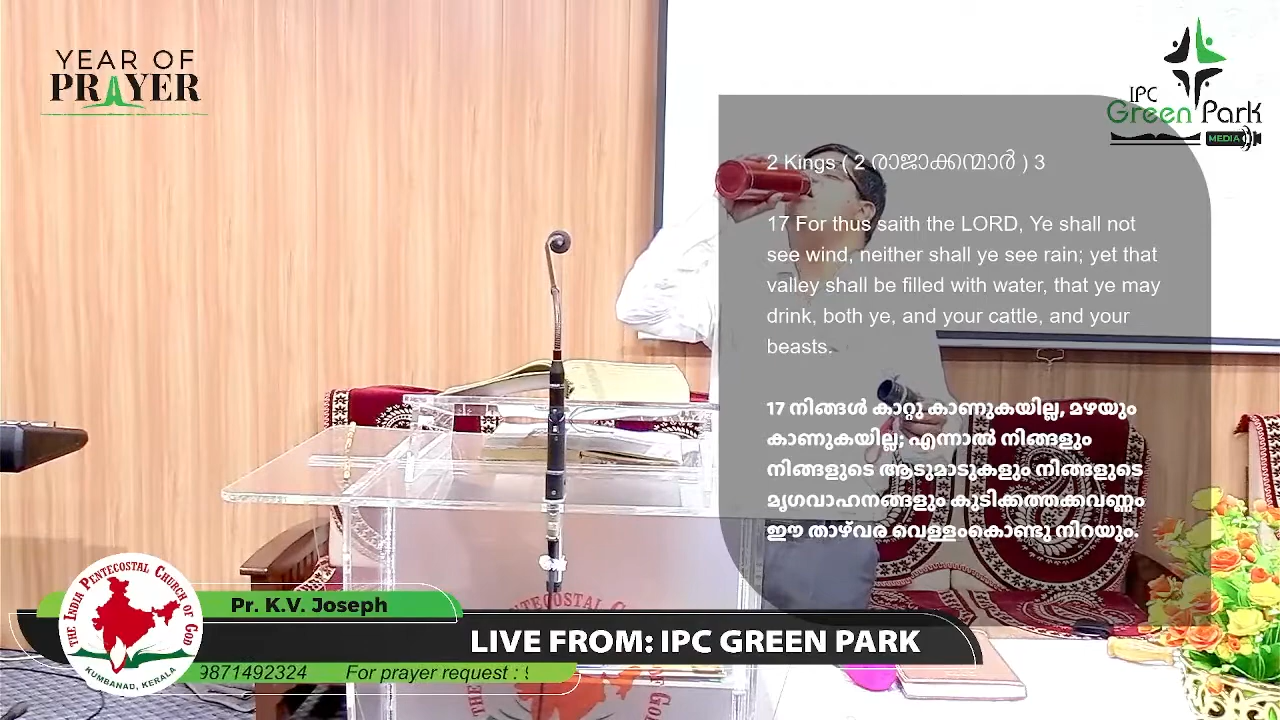 YEAR OF
PRAYER
IPC
Green Park
MEDIA
2 Kings ( 2 രാജാക്കന്മാർ ) 3
17 For thus saith the LORD, Ye shall not
see wind, neither shall ye see rain; yet that
valley shall be filled with water, that ye may
drink, both ye, and your cattle, and your
beasts.
17 നിങ്ങൾ കാറ്റു കാണുകയില്ല, മഴയും
കാണുകയില്ല; എന്നാൽ നിങ്ങളും
നിങ്ങളുടെ ആടുമാടുകളും നിങ്ങളുടെ
മൃഗവാഹനങ്ങളും കുടിക്കത്തക്കവണ്ണം
ഈ താഴ്‌വര വെള്ളംകൊണ്ടു നിറയും.
THE INDIA PENTECOSTAL CHURCH OF GOD
KUMBANAD, KERALA
Pr. K.V. Joseph
LIVE FROM: IPC GREEN PARK
9871492324 For prayer request :